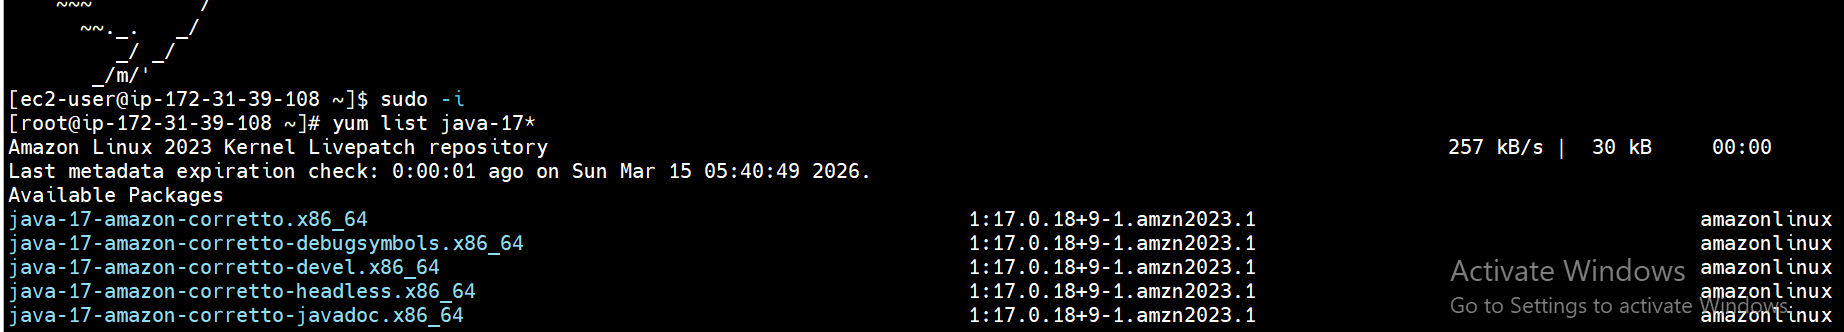 ~~~         /
      ~~._.   _/
         _/ _/
       _/m/'
[ec2-user@ip-172-31-39-108 ~]$ sudo -i
[root@ip-172-31-39-108 ~]# yum list java-17*
Amazon Linux 2023 Kernel Livepatch repository 257 kB/s | 30 kB 00:00
Last metadata expiration check: 0:00:01 ago on Sun Mar 15 05:40:49 2026.
Available Packages
java-17-amazon-corretto.x86_64 1:17.0.18+9-1.amzn2023.1 amazonlinux
java-17-amazon-corretto-debugsymbols.x86_64 1:17.0.18+9-1.amzn2023.1 amazonlinux
java-17-amazon-corretto-devel.x86_64 1:17.0.18+9-1.amzn2023.1 amazonlinux
java-17-amazon-corretto-headless.x86_64 1:17.0.18+9-1.amzn2023.1 amazonlinux
java-17-amazon-corretto-javadoc.x86_64 1:17.0.18+9-1.amzn2023.1 amazonlinux
Activate Windows
Go to Settings to activate Windows.